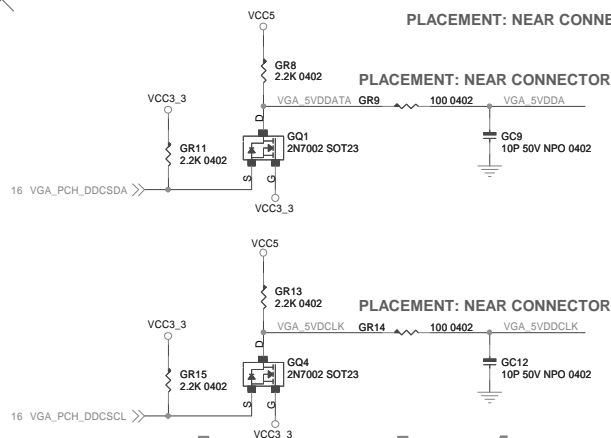 PLACEMENT: NEAR CONNE
VCC5
GR8
2.2K 0402
PLACEMENT: NEAR CONNECTOR
VCC3_3
VGA_5VDDATA GR9 100 0402 VGA_5VDDA
D
GR11
2.2K 0402
GQ1
2N7002 SOT23
GC9
10P 50V NPO 0402
S G
16 VGA_PCH_DDCSDA
VCC3_3
VCC5
GR13
2.2K 0402
PLACEMENT: NEAR CONNECTOR
VCC3_3
VGA_5VDCLK GR14 100 0402 VGA_5VDDCLK
D
GR15
2.2K 0402
GQ4
2N7002 SOT23
GC12
10P 50V NPO 0402
S G
16 VGA_PCH_DDCSCL
VCC3_3